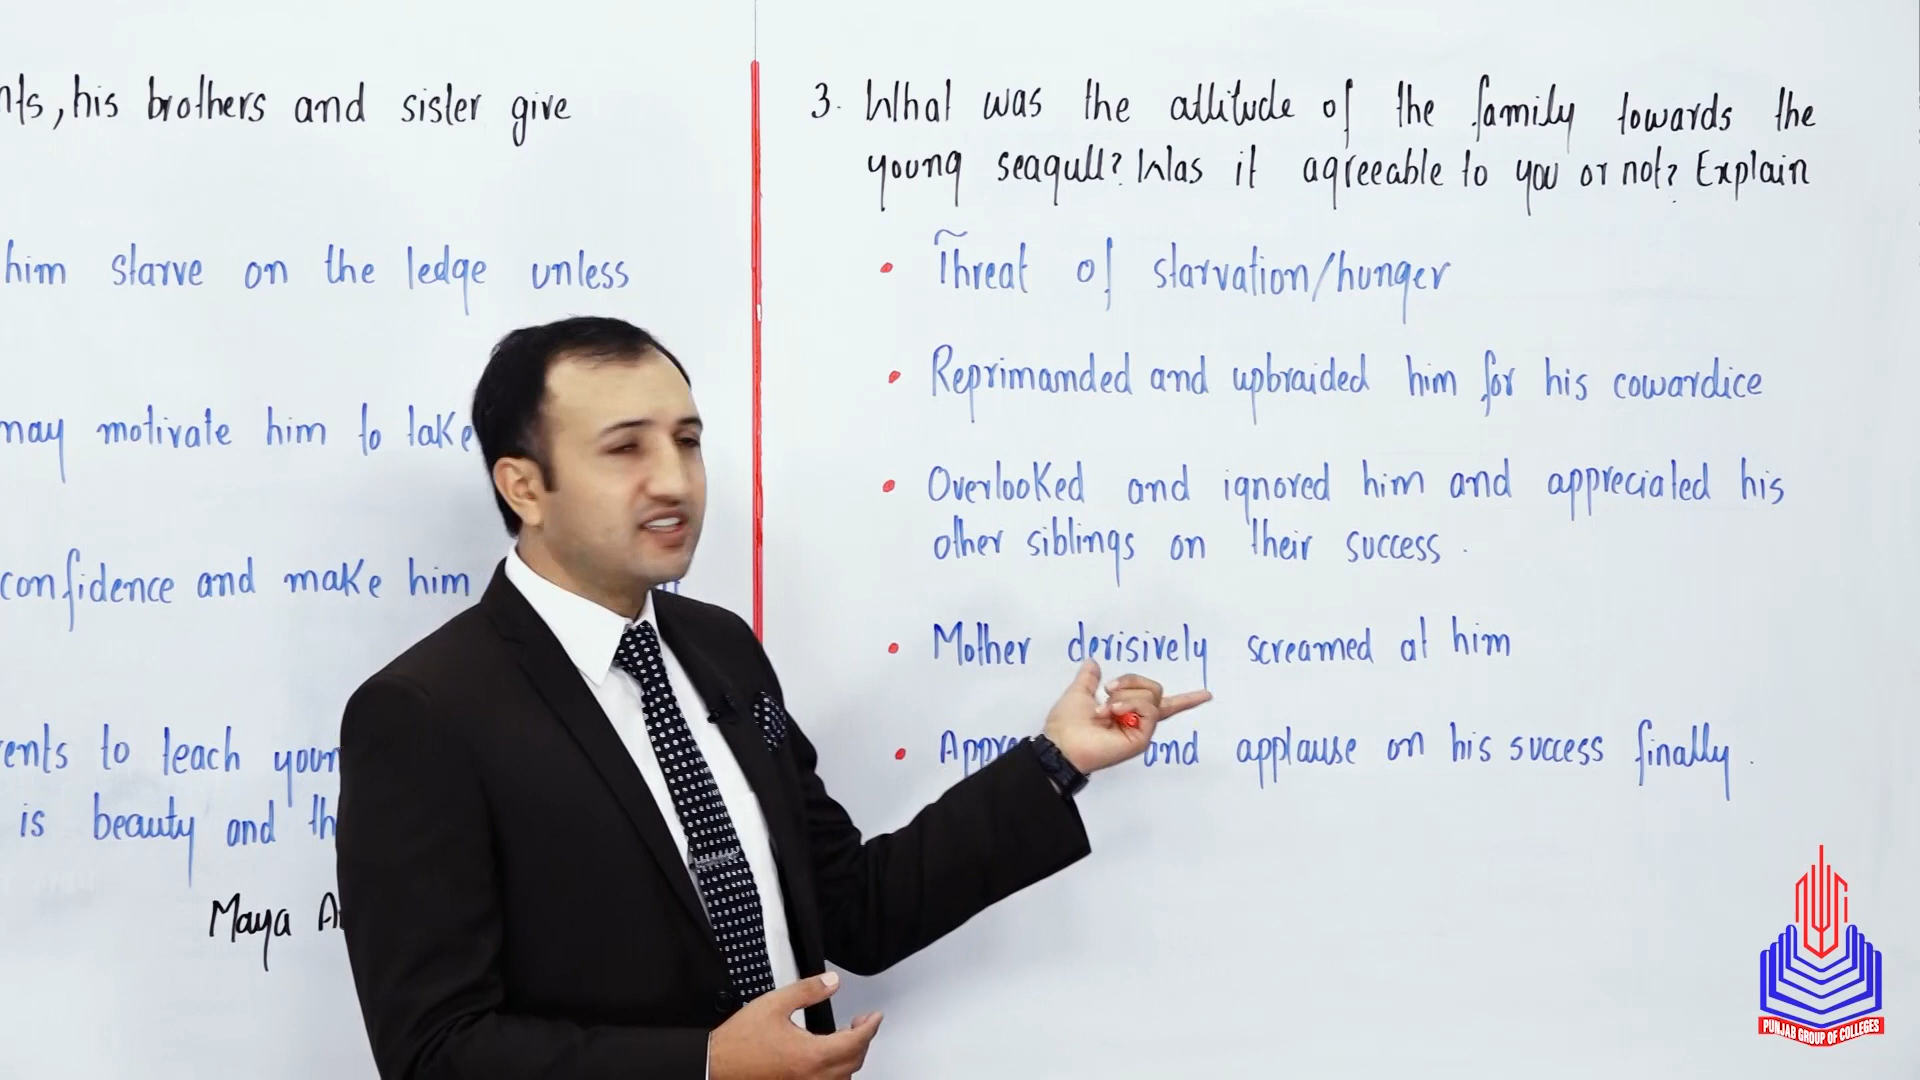 nts, his brothers and sister give
him starve on the ledge unless
may motivate him to take
confidence and make him
ents to teach your
is beauty and th
Maya A
3. What was the attitude of the family towards the
young seagull? Was it agreeable to you or not? Explain
• Threat of starvation/hunger
• Reprimanded and upbraided him for his cowardice
• Overlooked and ignored him and appreciated his
other siblings on their success.
• Mother derisively screamed at him
• Appre and applause on his success finally.
PUNJAB GROUP OF COLLEGES